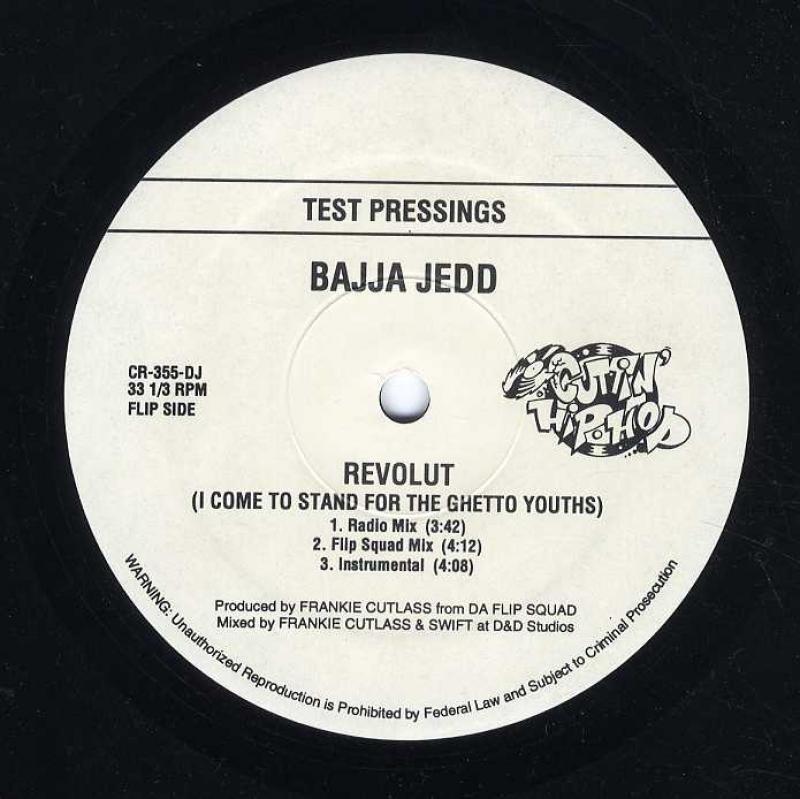 TEST PRESSINGS
BAJJA JEDD
CR-355-DJ
33 1/3 RPM
FLIP SIDE
CUTTIN'
HIPHOP
REVOLUT
(I COME TO STAND FOR THE GHETTO YOUTHS)
1. Radio Mix (3:42)
2. Flip Squad Mix (4:12)
3. Instrumental (4:08)
Produced by FRANKIE CUTLASS from DA FLIP SQUAD
Mixed by FRANKIE CUTLASS & SWIFT at D&D Studios
WARNING: Unauthorized Reproduction is Prohibited by Federal Law and Subject to Criminal Prosecution